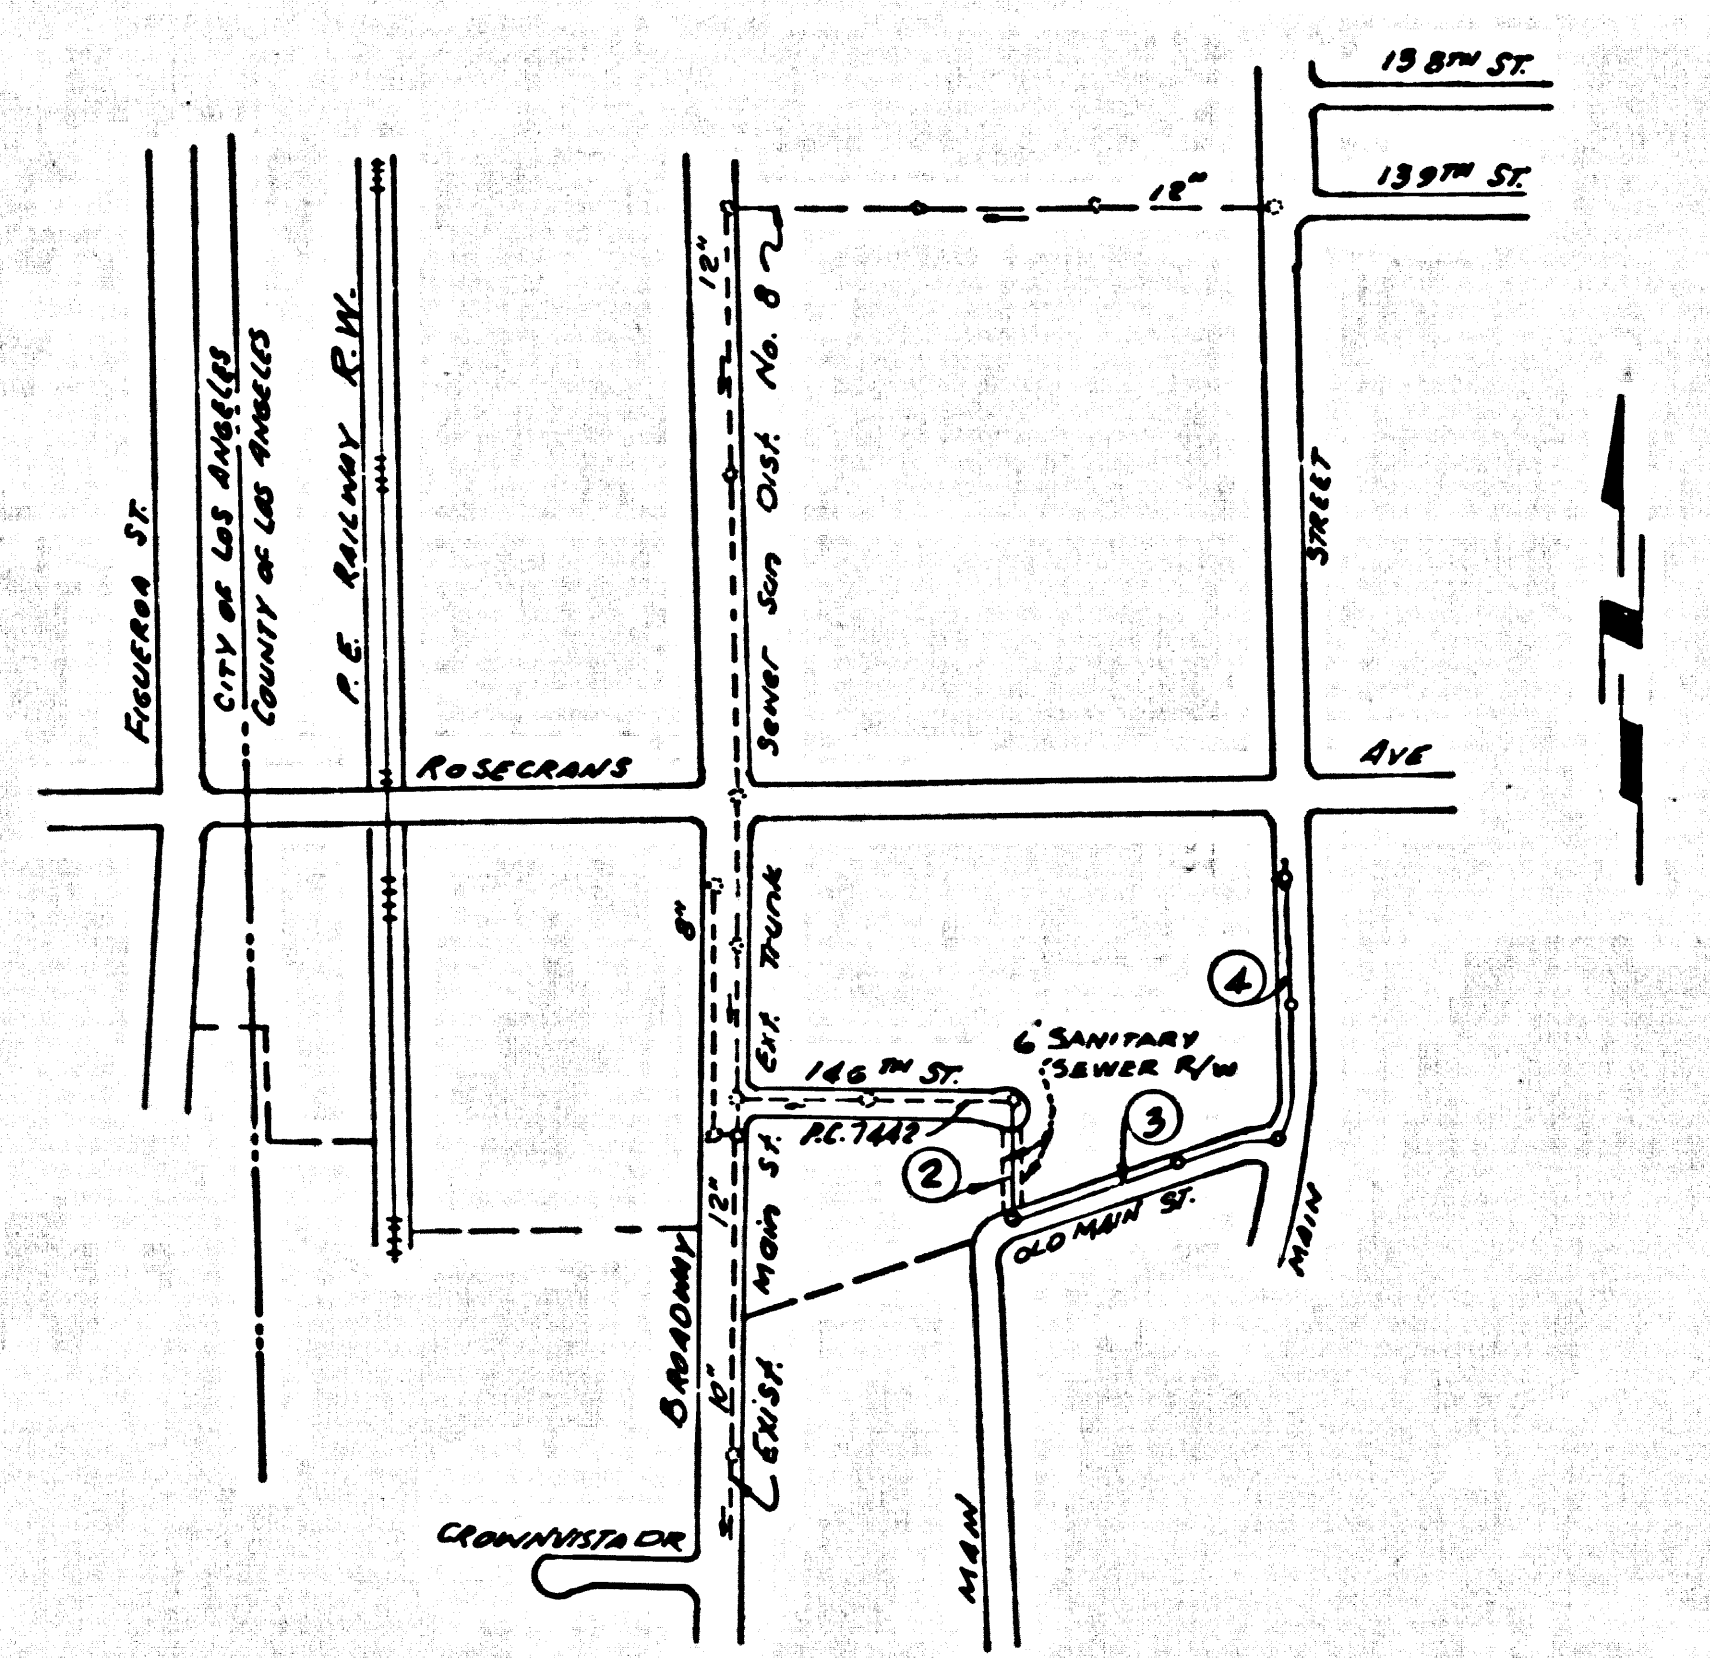 138TH ST.
139TH ST.
12"
12"
Sewer San Dist. No. 8
STREET
FIGUEROA ST.
CITY OF LOS ANGELES
COUNTY OF LOS ANGELES
P. E. RAILWAY R.W.
N
ROSECRANS
AVE
8"
Ext. Trunk
4
6' SANITARY
SEWER R/W
146TH ST.
P.C. 7442
3
2
OLD MAIN ST.
MAIN
12"
Main St.
BROADWAY
10"
EXIST.
MAIN
CROWNVISTA DR